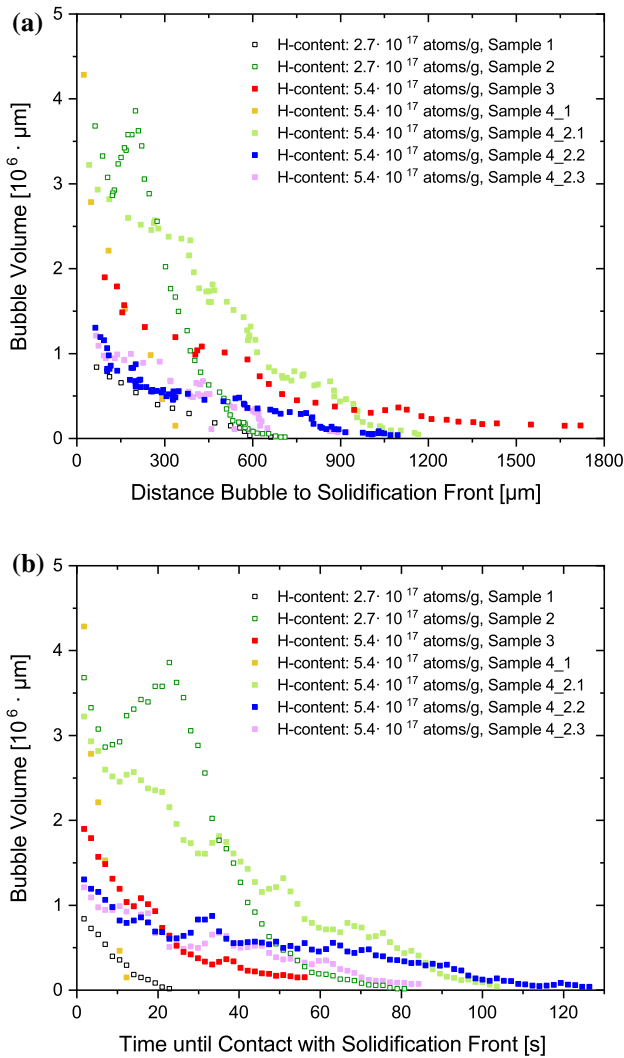 (a)
5
4
3
2
1
0
Bubble Volume [10 6 · µm]
H-content: 2.7· 10 17 atoms/g, Sample 1
H-content: 2.7· 10 17 atoms/g, Sample 2
H-content: 5.4· 10 17 atoms/g, Sample 3
H-content: 5.4· 10 17 atoms/g, Sample 4_1
H-content: 5.4· 10 17 atoms/g, Sample 4_2.1
H-content: 5.4· 10 17 atoms/g, Sample 4_2.2
H-content: 5.4· 10 17 atoms/g, Sample 4_2.3
0 300 600 900 1200 1500 1800
Distance Bubble to Solidification Front [µm]
(b)
5
4
3
2
1
0
Bubble Volume [10 6 · µm]
H-content: 2.7· 10 17 atoms/g, Sample 1
H-content: 2.7· 10 17 atoms/g, Sample 2
H-content: 5.4· 10 17 atoms/g, Sample 3
H-content: 5.4· 10 17 atoms/g, Sample 4_1
H-content: 5.4· 10 17 atoms/g, Sample 4_2.1
H-content: 5.4· 10 17 atoms/g, Sample 4_2.2
H-content: 5.4· 10 17 atoms/g, Sample 4_2.3
0 20 40 60 80 100 120
Time until Contact with Solidification Front [s]